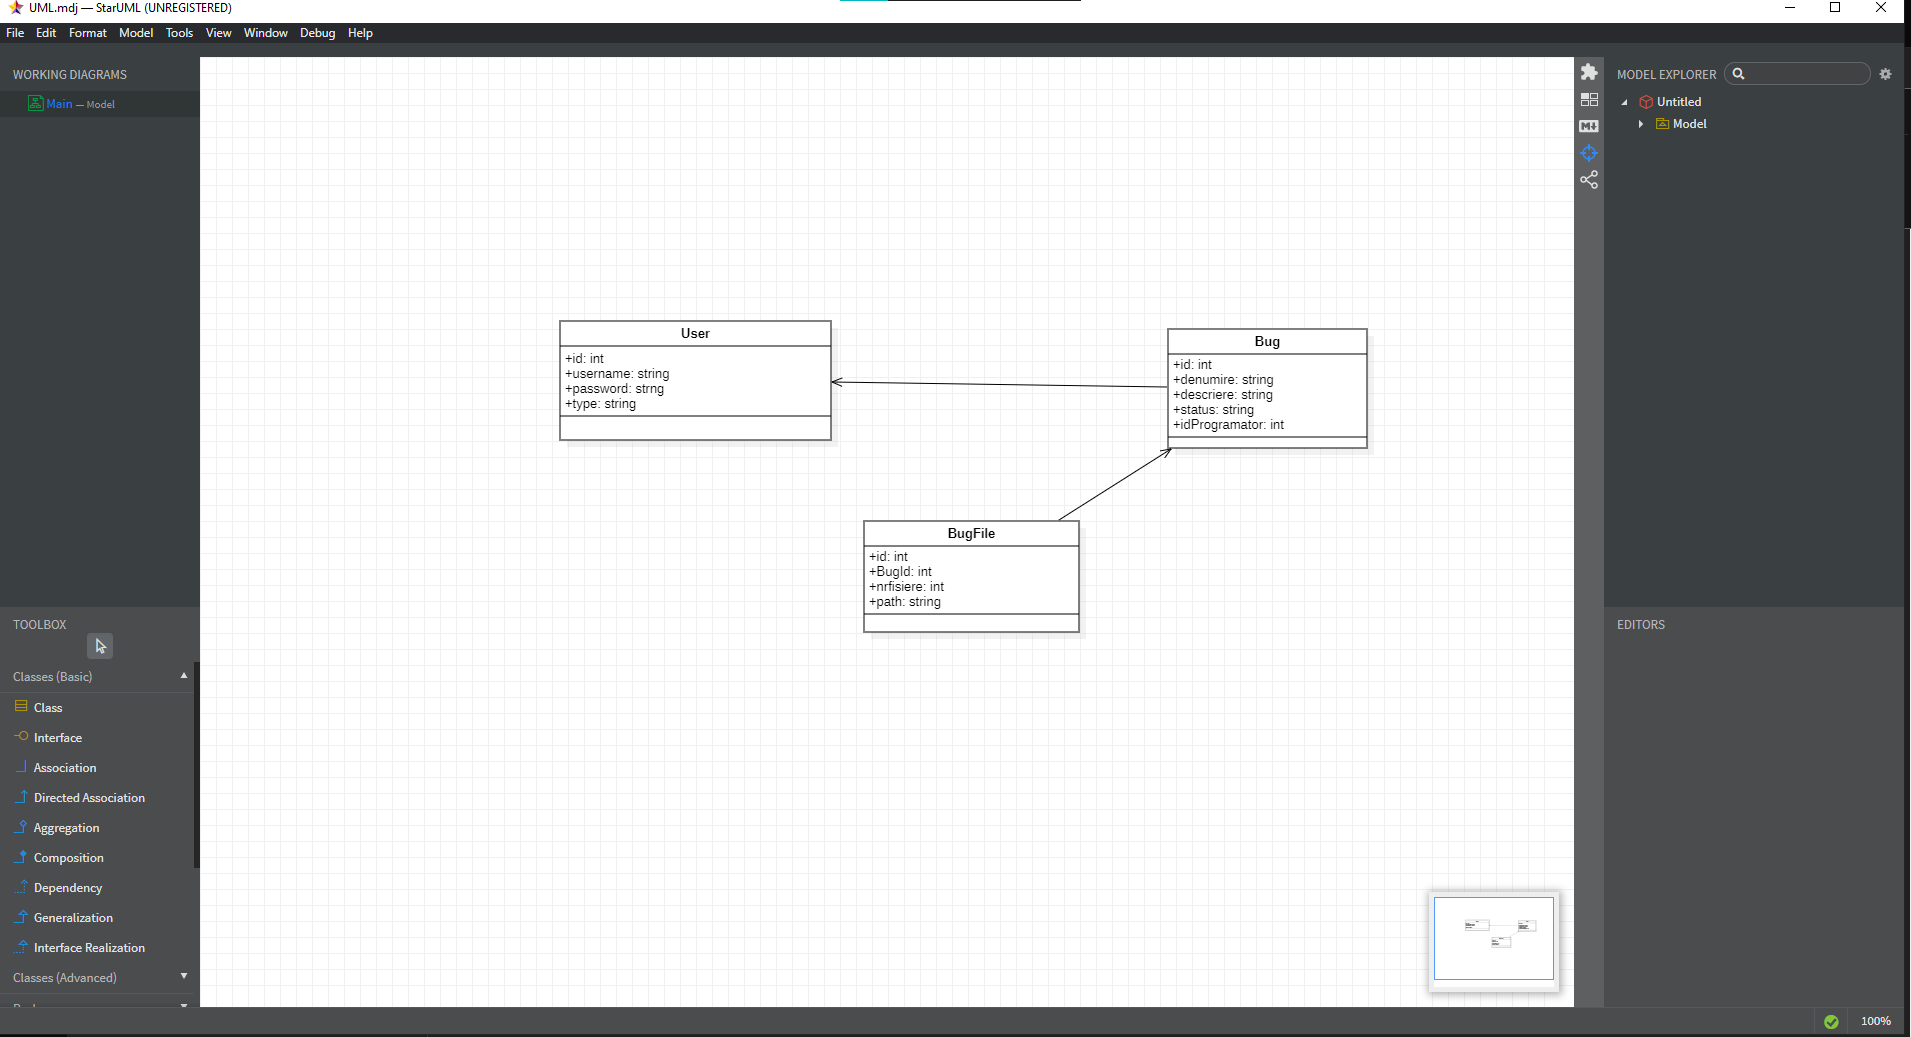 UML.mdj — StarUML (UNREGISTERED)
File Edit Format Model Tools View Window Debug Help
WORKING DIAGRAMS
Main — Model
User
+id: int
+username: string
+password: strng
+type: string
Bug
+id: int
+denumire: string
+descriere: string
+status: string
+idProgramator: int
BugFile
+id: int
+BugId: int
+nrfisiere: int
+path: string
MODEL EXPLORER
Untitled
Model
EDITORS
TOOLBOX
Classes (Basic)
Class
Interface
Association
Directed Association
Aggregation
Composition
Dependency
Generalization
Interface Realization
Classes (Advanced)
100%